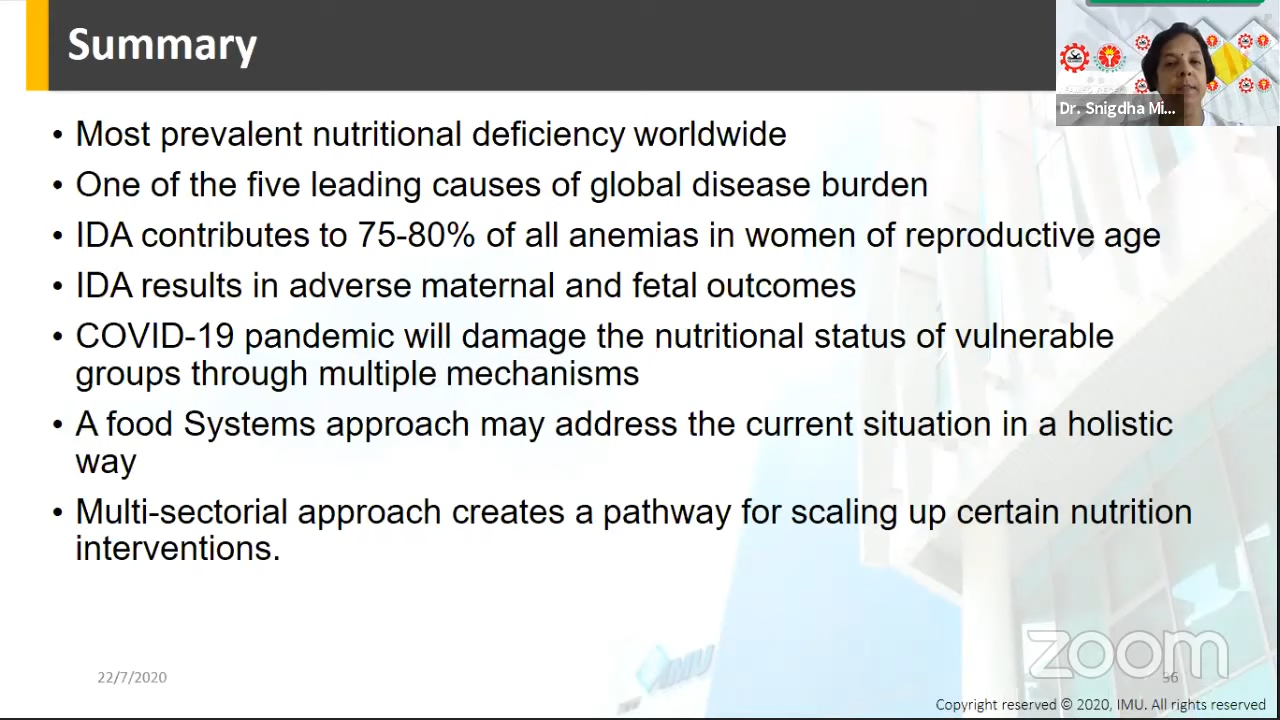 Summary
Dr. Snigdha Mi...
• Most prevalent nutritional deficiency worldwide
• One of the five leading causes of global disease burden
• IDA contributes to 75-80% of all anemias in women of reproductive age
• IDA results in adverse maternal and fetal outcomes
• COVID-19 pandemic will damage the nutritional status of vulnerable
groups through multiple mechanisms
• A food Systems approach may address the current situation in a holistic
way
• Multi-sectorial approach creates a pathway for scaling up certain nutrition
interventions.
IMU
zoom
22/7/2020
56
Copyright reserved © 2020, IMU. All rights reserved